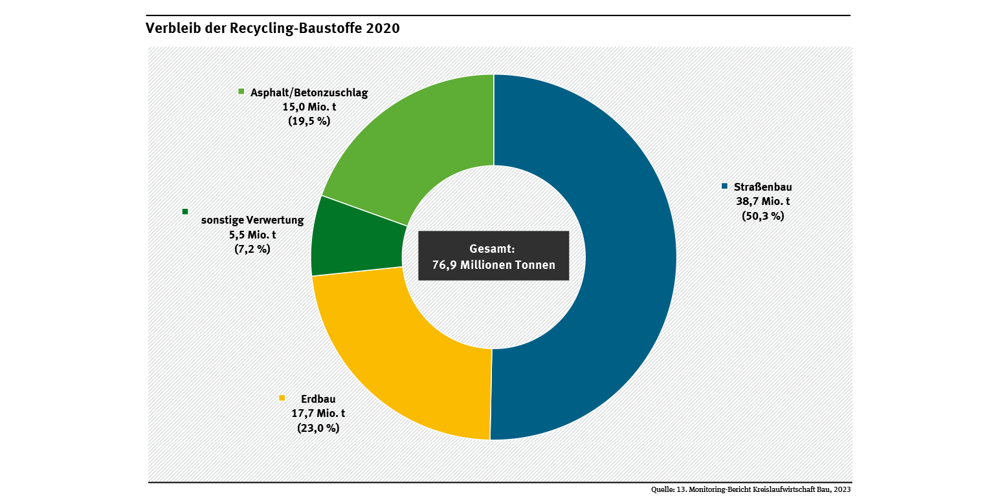 Verbleib der Recycling-Baustoffe 2020
Asphalt/Betonzuschlag
15,0 Mio. t
(19,5 %)
Straßenbau
38,7 Mio. t
(50,3 %)
sonstige Verwertung
5,5 Mio. t
(7,2 %)
Gesamt:
76,9 Millionen Tonnen
Erdbau
17,7 Mio. t
(23,0 %)
Quelle: 13. Monitoring-Bericht Kreislaufwirtschaft Bau, 2023